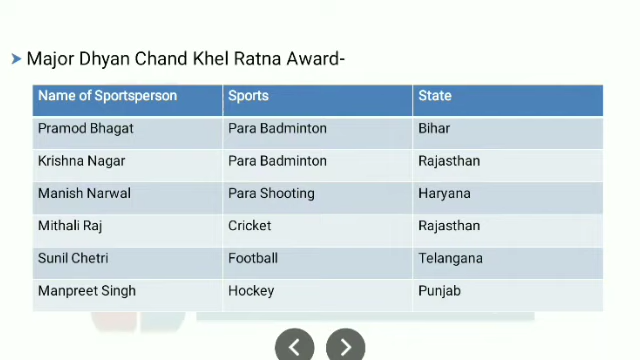 Major Dhyan Chand Khel Ratna Award-
Name of Sportsperson Sports State
Pramod Bhagat Para Badminton Bihar
Krishna Nagar Para Badminton Rajasthan
Manish Narwal Para Shooting Haryana
Mithali Raj Cricket Rajasthan
Sunil Chetri Football Telangana
Manpreet Singh Hockey Punjab